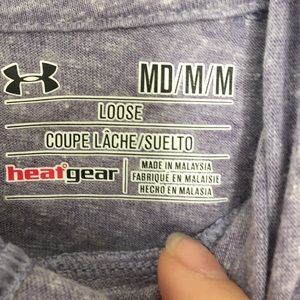 MD/M/M
LOOSE
COUPE LÂCHE/SUELTO
heatgear
MADE IN MALAYSIA
FABRIQUÉ EN MALAISIE
HECHO EN MALASIA